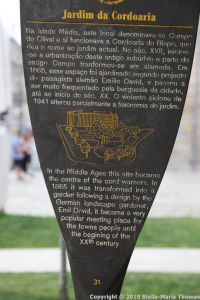 Jardim da Cordoaria
Na Idade Média, este local denominava-se Campo
do Olival e aí funcionava a Cordoaria do Bispo, que
deu o nome ao jardim actual. No séc. XVII, iniciou-
se a urbanização deste antigo subúrbio e parte do
antigo Campo tranformou-se em alameda. Em
1865, esse espaço foi ajardinado segundo projecto
do paisagista alemão Emílio David, e passou a
ser muito frequentado pela burguesia da cidade,
até ao início do séc. XX. O violento ciclone de
1941 alterou parcialmente a fisionomia do jardim.
In the Middle Ages this site became
the centre of the cord warners. In
1865 it was transformed into a
garden following a design by the
German landscape gardener
Emil David, it became a very
popular meeting place for
the towns people until
the begining of the
XXth century.
31
COPYRIGHT © 2019 Stella-Maria Thomas